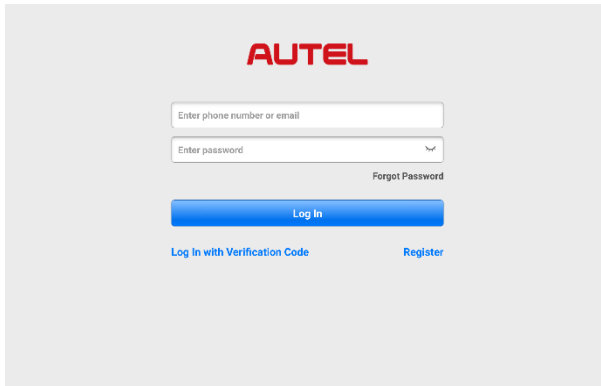 AUTEL
Enter phone number or email
Enter password
Forgot Password
Log In
Log In with Verification Code Register